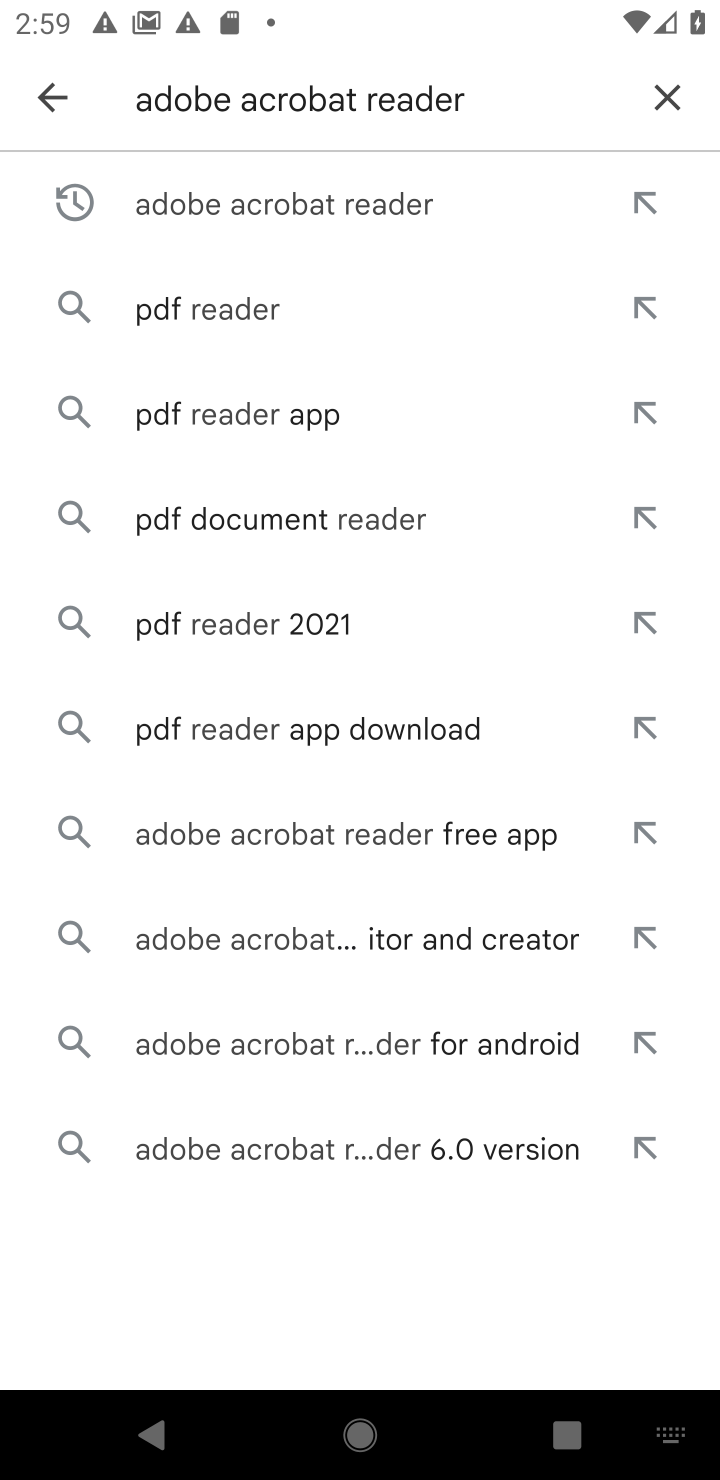 2:59
adobe acrobat reader
adobe acrobat reader
pdf reader
pdf reader app
pdf document reader
pdf reader 2021
pdf reader app download
adobe acrobat reader free app
adobe acrobat... itor and creator
adobe acrobat r...der for android
adobe acrobat r...der 6.0 version